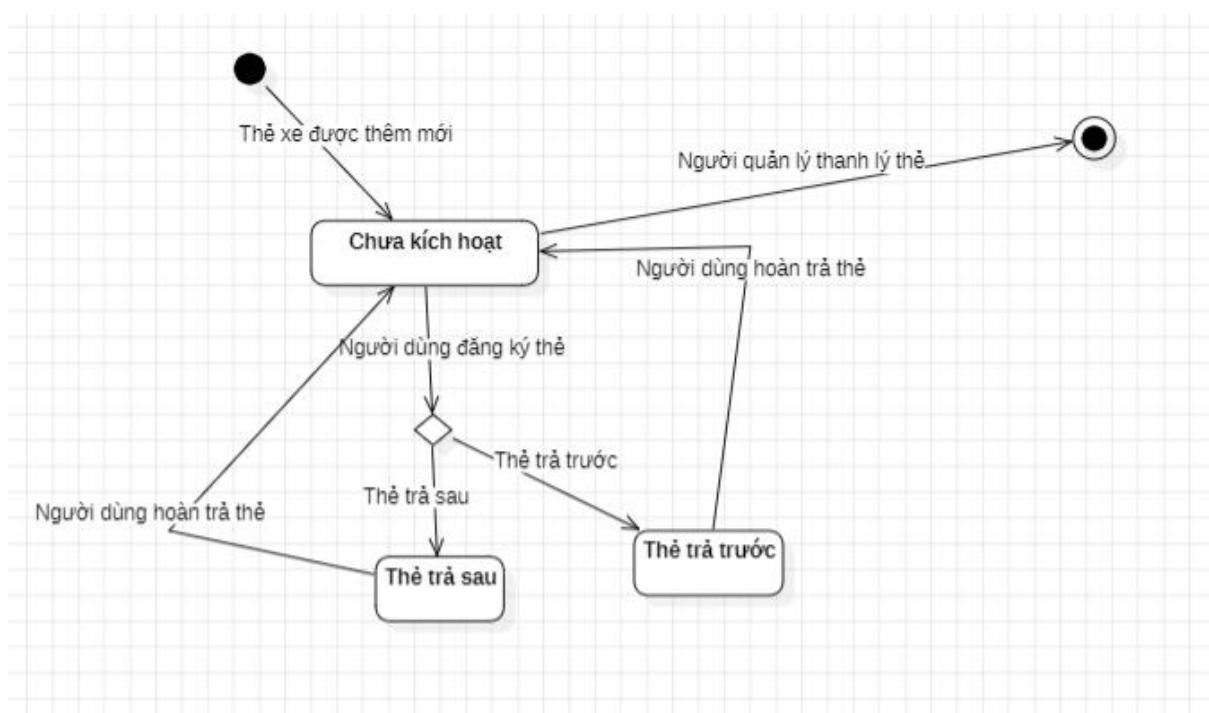 Thẻ xe được thêm mới
Người quản lý thanh lý thẻ
Chưa kích hoạt
Người dùng hoàn trả thẻ
Người dùng đăng ký thẻ
Thẻ trả trước
Thẻ trả sau
Người dùng hoàn trả thẻ
Thẻ trả trước
Thẻ trả sau